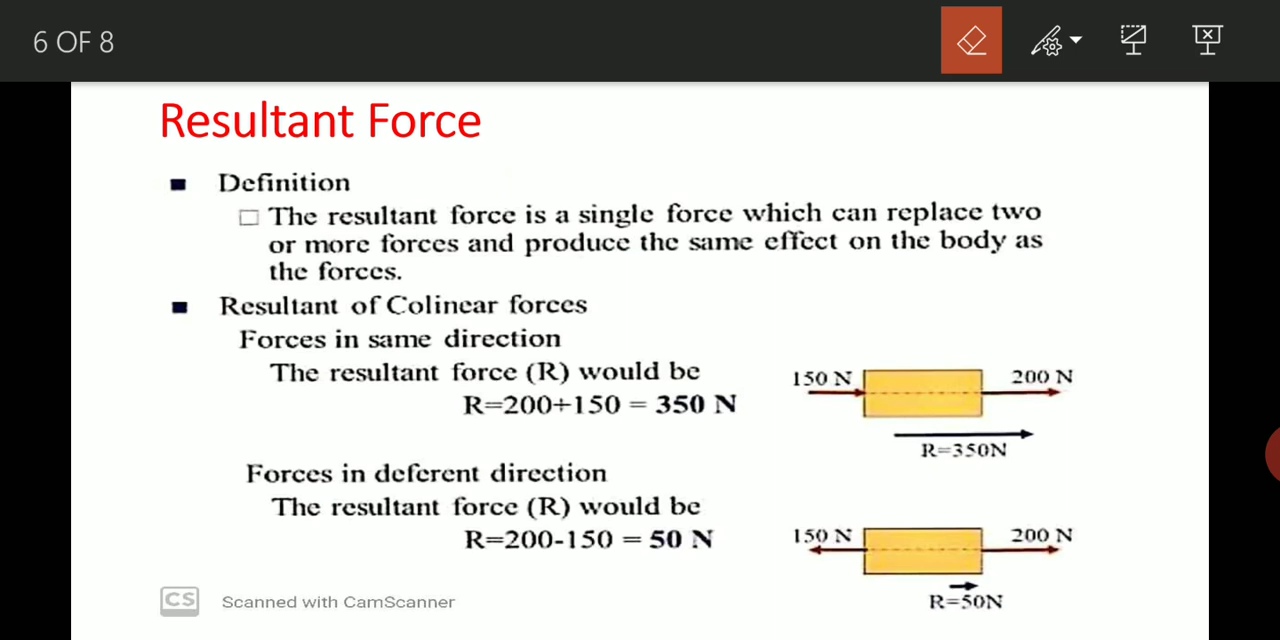 6 OF 8
Resultant Force
Definition
The resultant force is a single force which can replace two
or more forces and produce the same effect on the body as
the forces.
Resultant of Colinear forces
Forces in same direction
The resultant force (R) would be
R=200+150 = 350 N
150 N
200 N
R=350N
Forces in deferent direction
The resultant force (R) would be
R=200-150 = 50 N
150 N
200 N
R=50N
CS Scanned with CamScanner